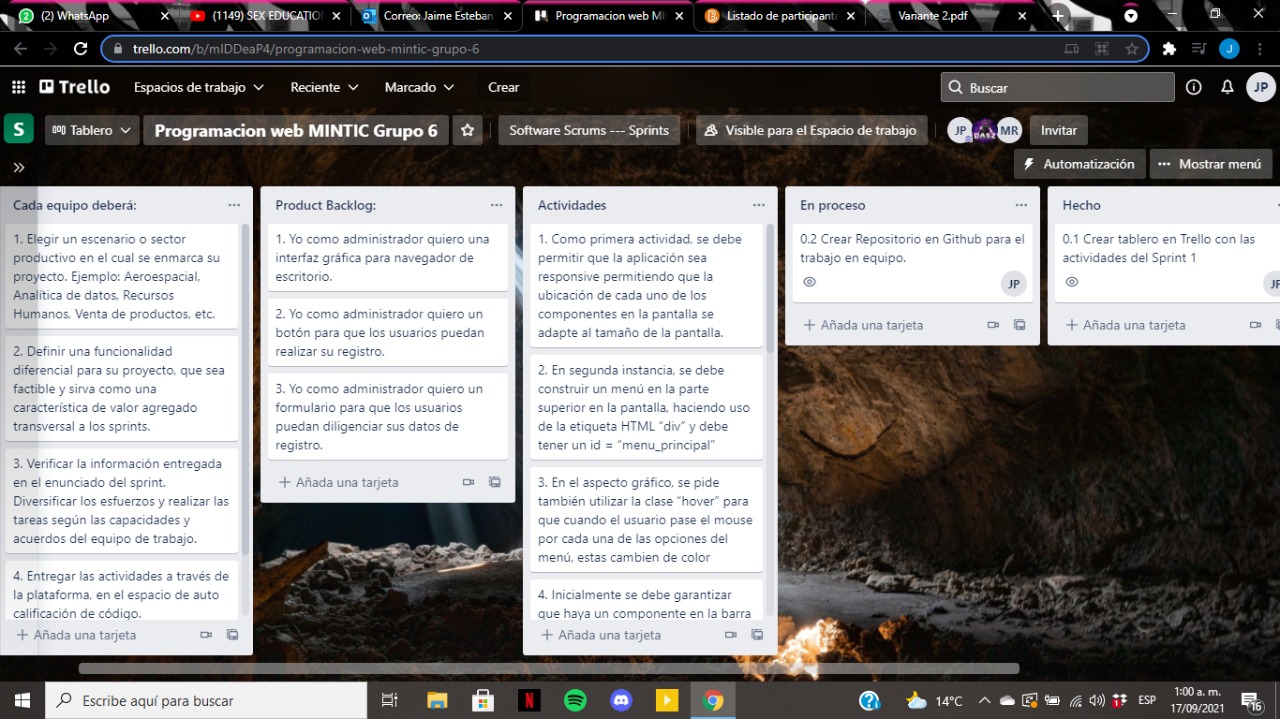 (2) WhatsApp
(1149) SEX EDUCATION
Correo: Jaime Esteban
Programacion web MI
Listado de participante
Variante 2.pdf
trello.com/b/mIDDeaP4/programacion-web-mintic-grupo-6
J
Trello
Espacios de trabajo
Reciente
Marcado
Crear
Buscar
JP
S
Tablero
Programacion web MINTIC Grupo 6
Software Scrums --- Sprints
Visible para el Espacio de trabajo
JP
MR
Invitar
Automatización
Mostrar menú
Cada equipo deberá:
1. Elegir un escenario o sector
productivo en el cual se enmarca su
proyecto. Ejemplo: Aeroespacial,
Analítica de datos, Recursos
Humanos, Venta de productos, etc.
2. Definir una funcionalidad
diferencial para su proyecto, que sea
factible y sirva como una
característica de valor agregado
transversal a los sprints.
3. Verificar la información entregada
en el enunciado del sprint.
Diversificar los esfuerzos y realizar las
tareas según las capacidades y
acuerdos del equipo de trabajo.
4. Entregar las actividades a través de
la plataforma, en el espacio de auto
calificación de código.
+ Añada una tarjeta
Product Backlog:
1. Yo como administrador quiero una
interfaz gráfica para navegador de
escritorio.
2. Yo como administrador quiero un
botón para que los usuarios puedan
realizar su registro.
3. Yo como administrador quiero un
formulario para que los usuarios
puedan diligenciar sus datos de
registro.
+ Añada una tarjeta
Actividades
1. Como primera actividad, se debe
permitir que la aplicación sea
responsive permitiendo que la
ubicación de cada uno de los
componentes en la pantalla se
adapte al tamaño de la pantalla.
2. En segunda instancia, se debe
construir un menú en la parte
superior en la pantalla, haciendo uso
de la etiqueta HTML “div” y debe
tener un id = “menu_principal”
3. En el aspecto gráfico, se pide
también utilizar la clase “hover” para
que cuando el usuario pase el mouse
por cada una de las opciones del
menú, estas cambien de color
4. Inicialmente se debe garantizar
que haya un componente en la barra
+ Añada una tarjeta
En proceso
0.2 Crear Repositorio en Github para el
trabajo en equipo.
JP
+ Añada una tarjeta
Hecho
0.1 Crear tablero en Trello con las
actividades del Sprint 1
JP
+ Añada una tarjeta
Escribe aquí para buscar
14°C
ESP
1:00 a. m.
17/09/2021
16